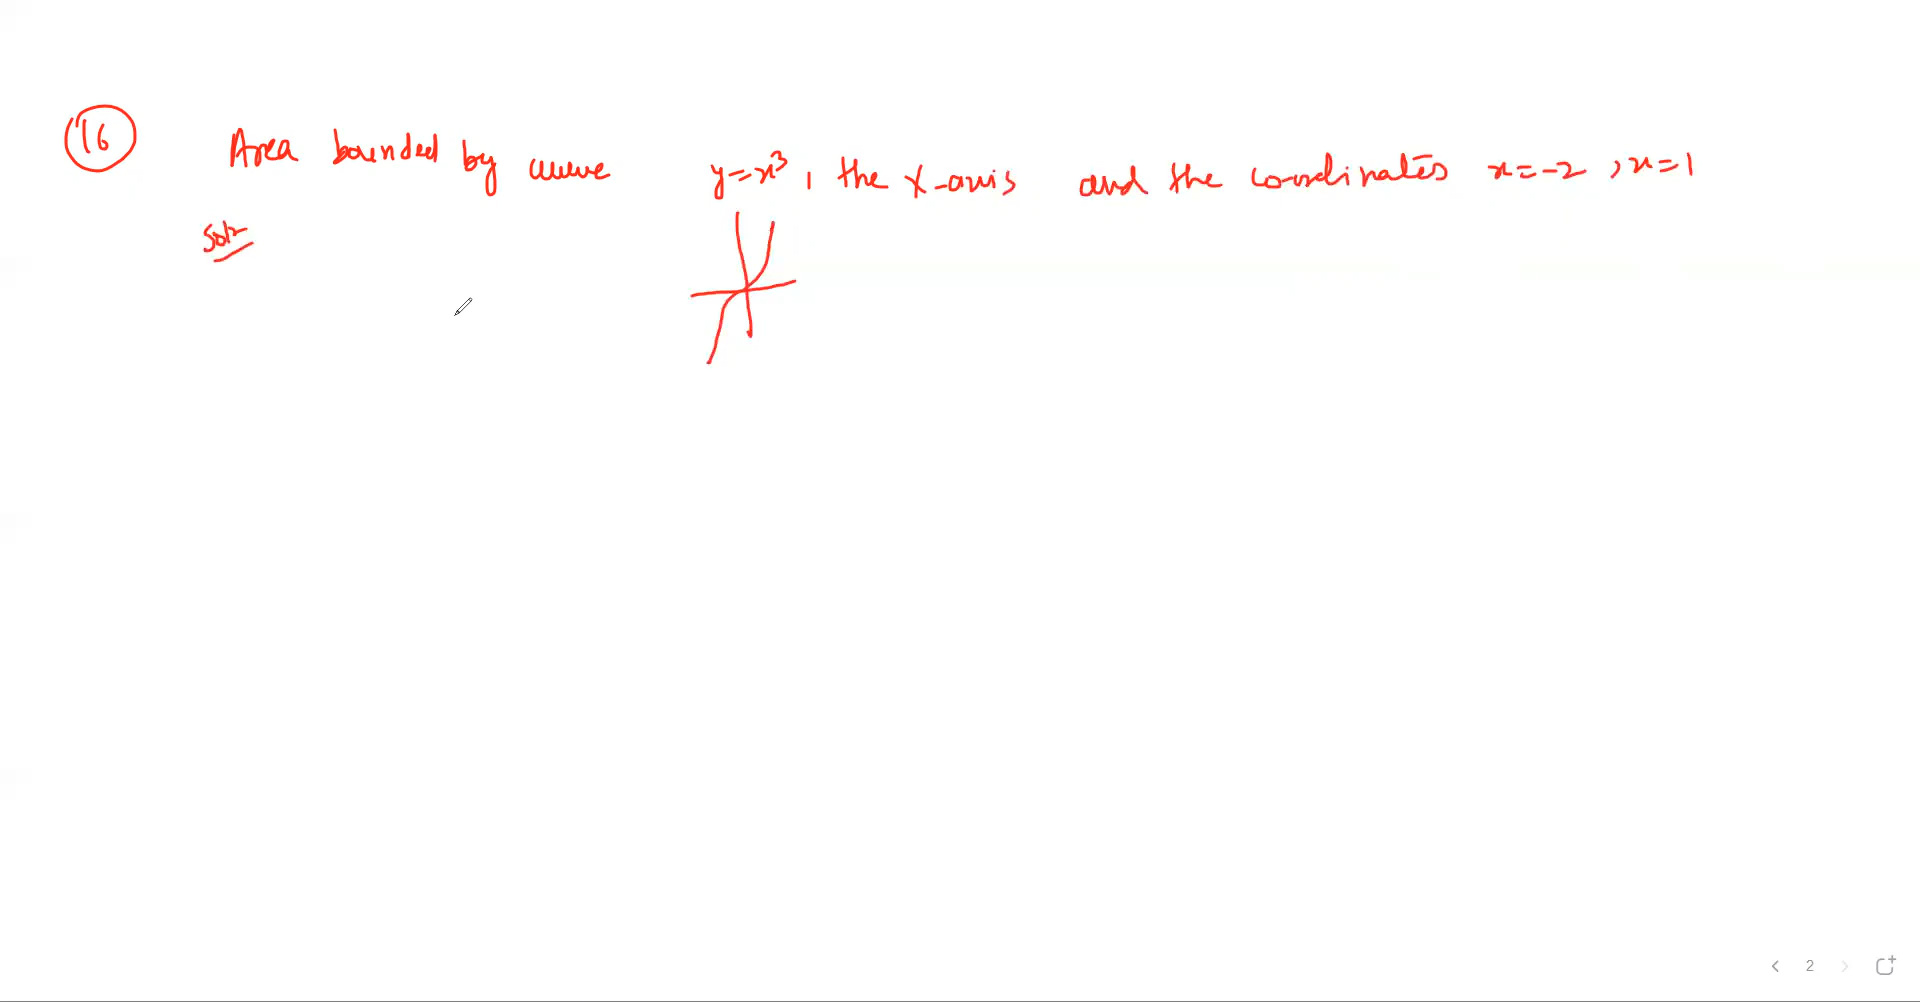 16 Area bounded by curve y=x³, the X-axis and the coordinates x=-2, x=1
Soln
2